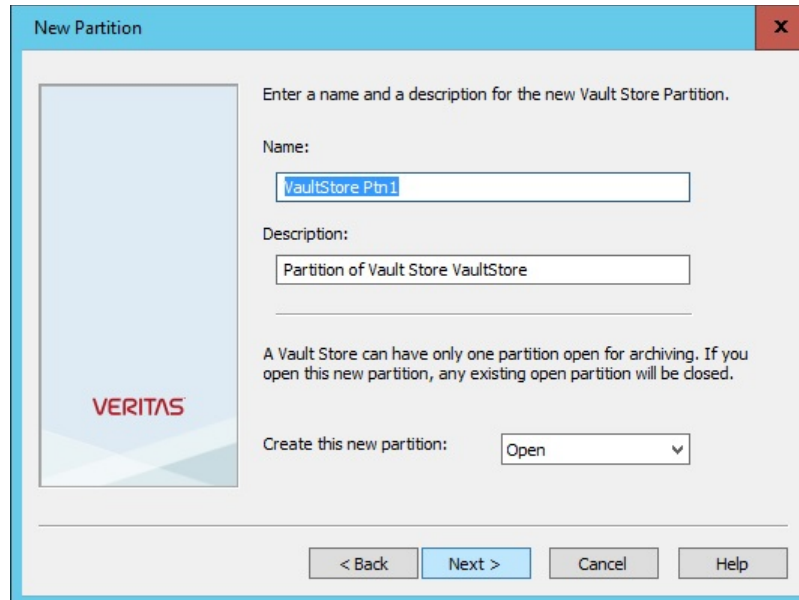 New Partition
x
Enter a name and a description for the new Vault Store Partition.
Name:
VaultStore Ptn1
Description:
Partition of Vault Store VaultStore
A Vault Store can have only one partition open for archiving. If you
open this new partition, any existing open partition will be closed.
VERITAS
Create this new partition:
Open
< Back
Next >
Cancel
Help